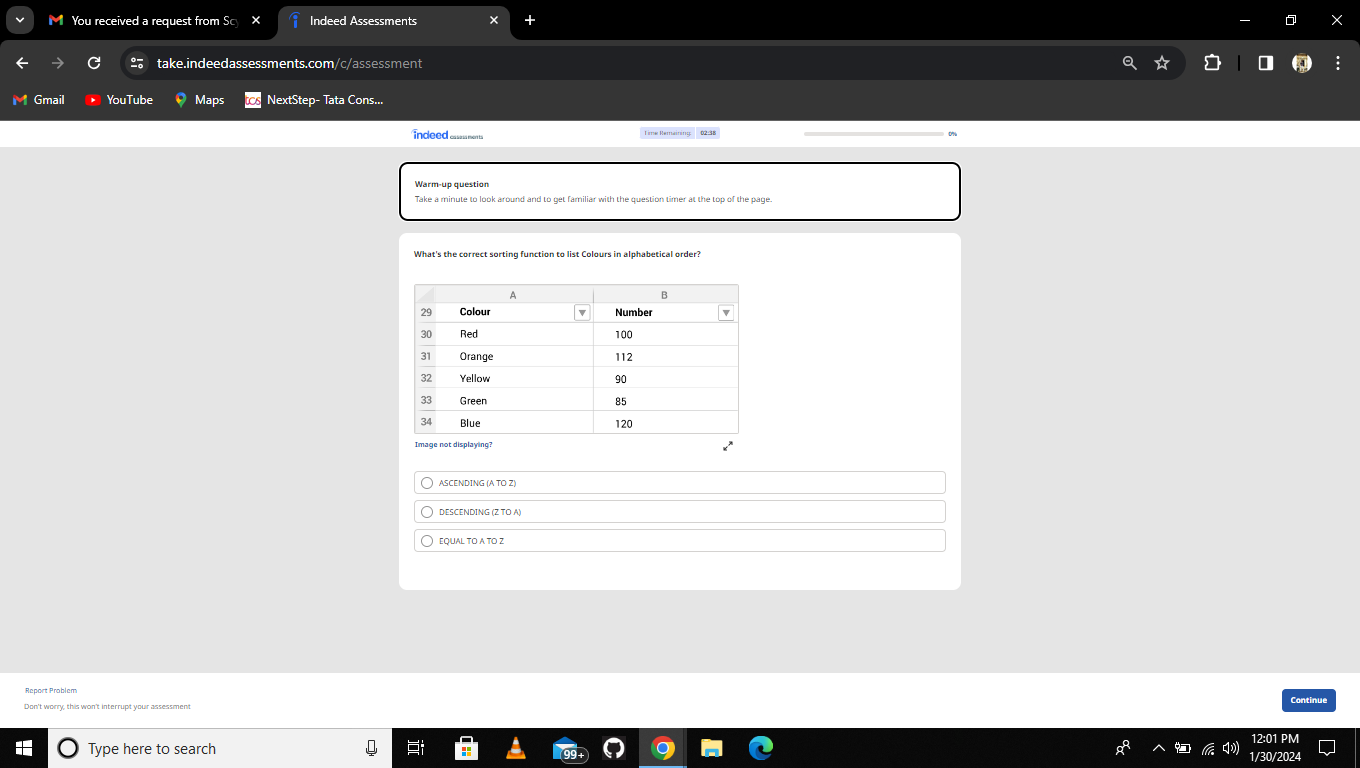 You received a request from Sc
Indeed Assessments
take.indeedassessments.com/c/assessment
Gmail
YouTube
Maps
tcs
NextStep- Tata Cons...
indeed assessments
Time Remaining 02:38
0%
Warm-up question
Take a minute to look around and to get familiar with the question timer at the top of the page.
What's the correct sorting function to list Colours in alphabetical order?
A B
29 Colour Number
30 Red 100
31 Orange 112
32 Yellow 90
33 Green 85
34 Blue 120
Image not displaying?
ASCENDING (A TO Z)
DESCENDING (Z TO A)
EQUAL TO A TO Z
Report Problem
Don't worry, this won't interrupt your assessment
Continue
Type here to search
99+
12:01 PM
1/30/2024